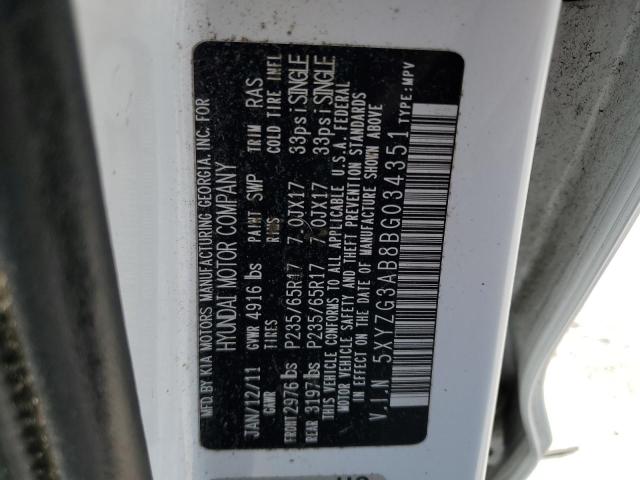 MFD BY KIA MOTORS MANUFACTURING GEORGIA, INC. FOR
HYUNDAI MOTOR COMPANY
JAN/12/11 GVWR 4916 lbs PAINT SWP TRIM RAS
GAWR TIRES RIMS COLD TIRE INFL
FRONT 2976 lbs P235/65R17 7.0JX17 33psi SINGLE
REAR 3197 lbs P235/65R17 7.0JX17 33psi SINGLE
THIS VEHICLE CONFORMS TO ALL APPLICABLE U.S.A. FEDERAL
MOTOR VEHICLE SAFETY AND THEFT PREVENTION STANDARDS
IN EFFECT ON THE DATE OF MANUFACTURE SHOWN ABOVE
V.I.N 5XYZG3AB8BG034351 TYPE:MPV